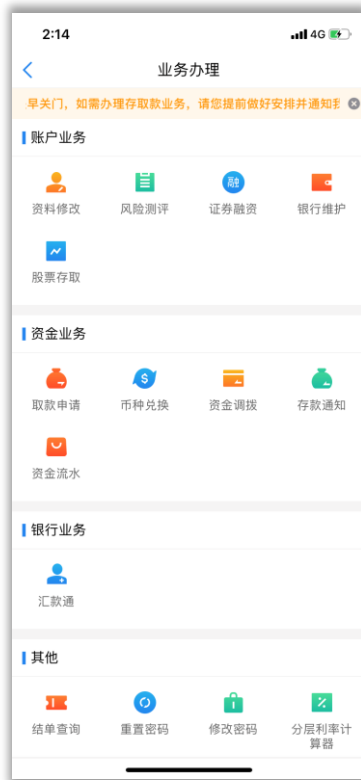 2:14 4G
业务办理
早关门，如需办理存取款业务，请您提前做好安排并通知
账户业务
资料修改 风险测评 证券融资 银行维护
融
股票存取
资金业务
取款申请 币种兑换 资金调拨 存款通知
资金流水
银行业务
汇款通
其他
结单查询 重置密码 修改密码 分层利率计
算器